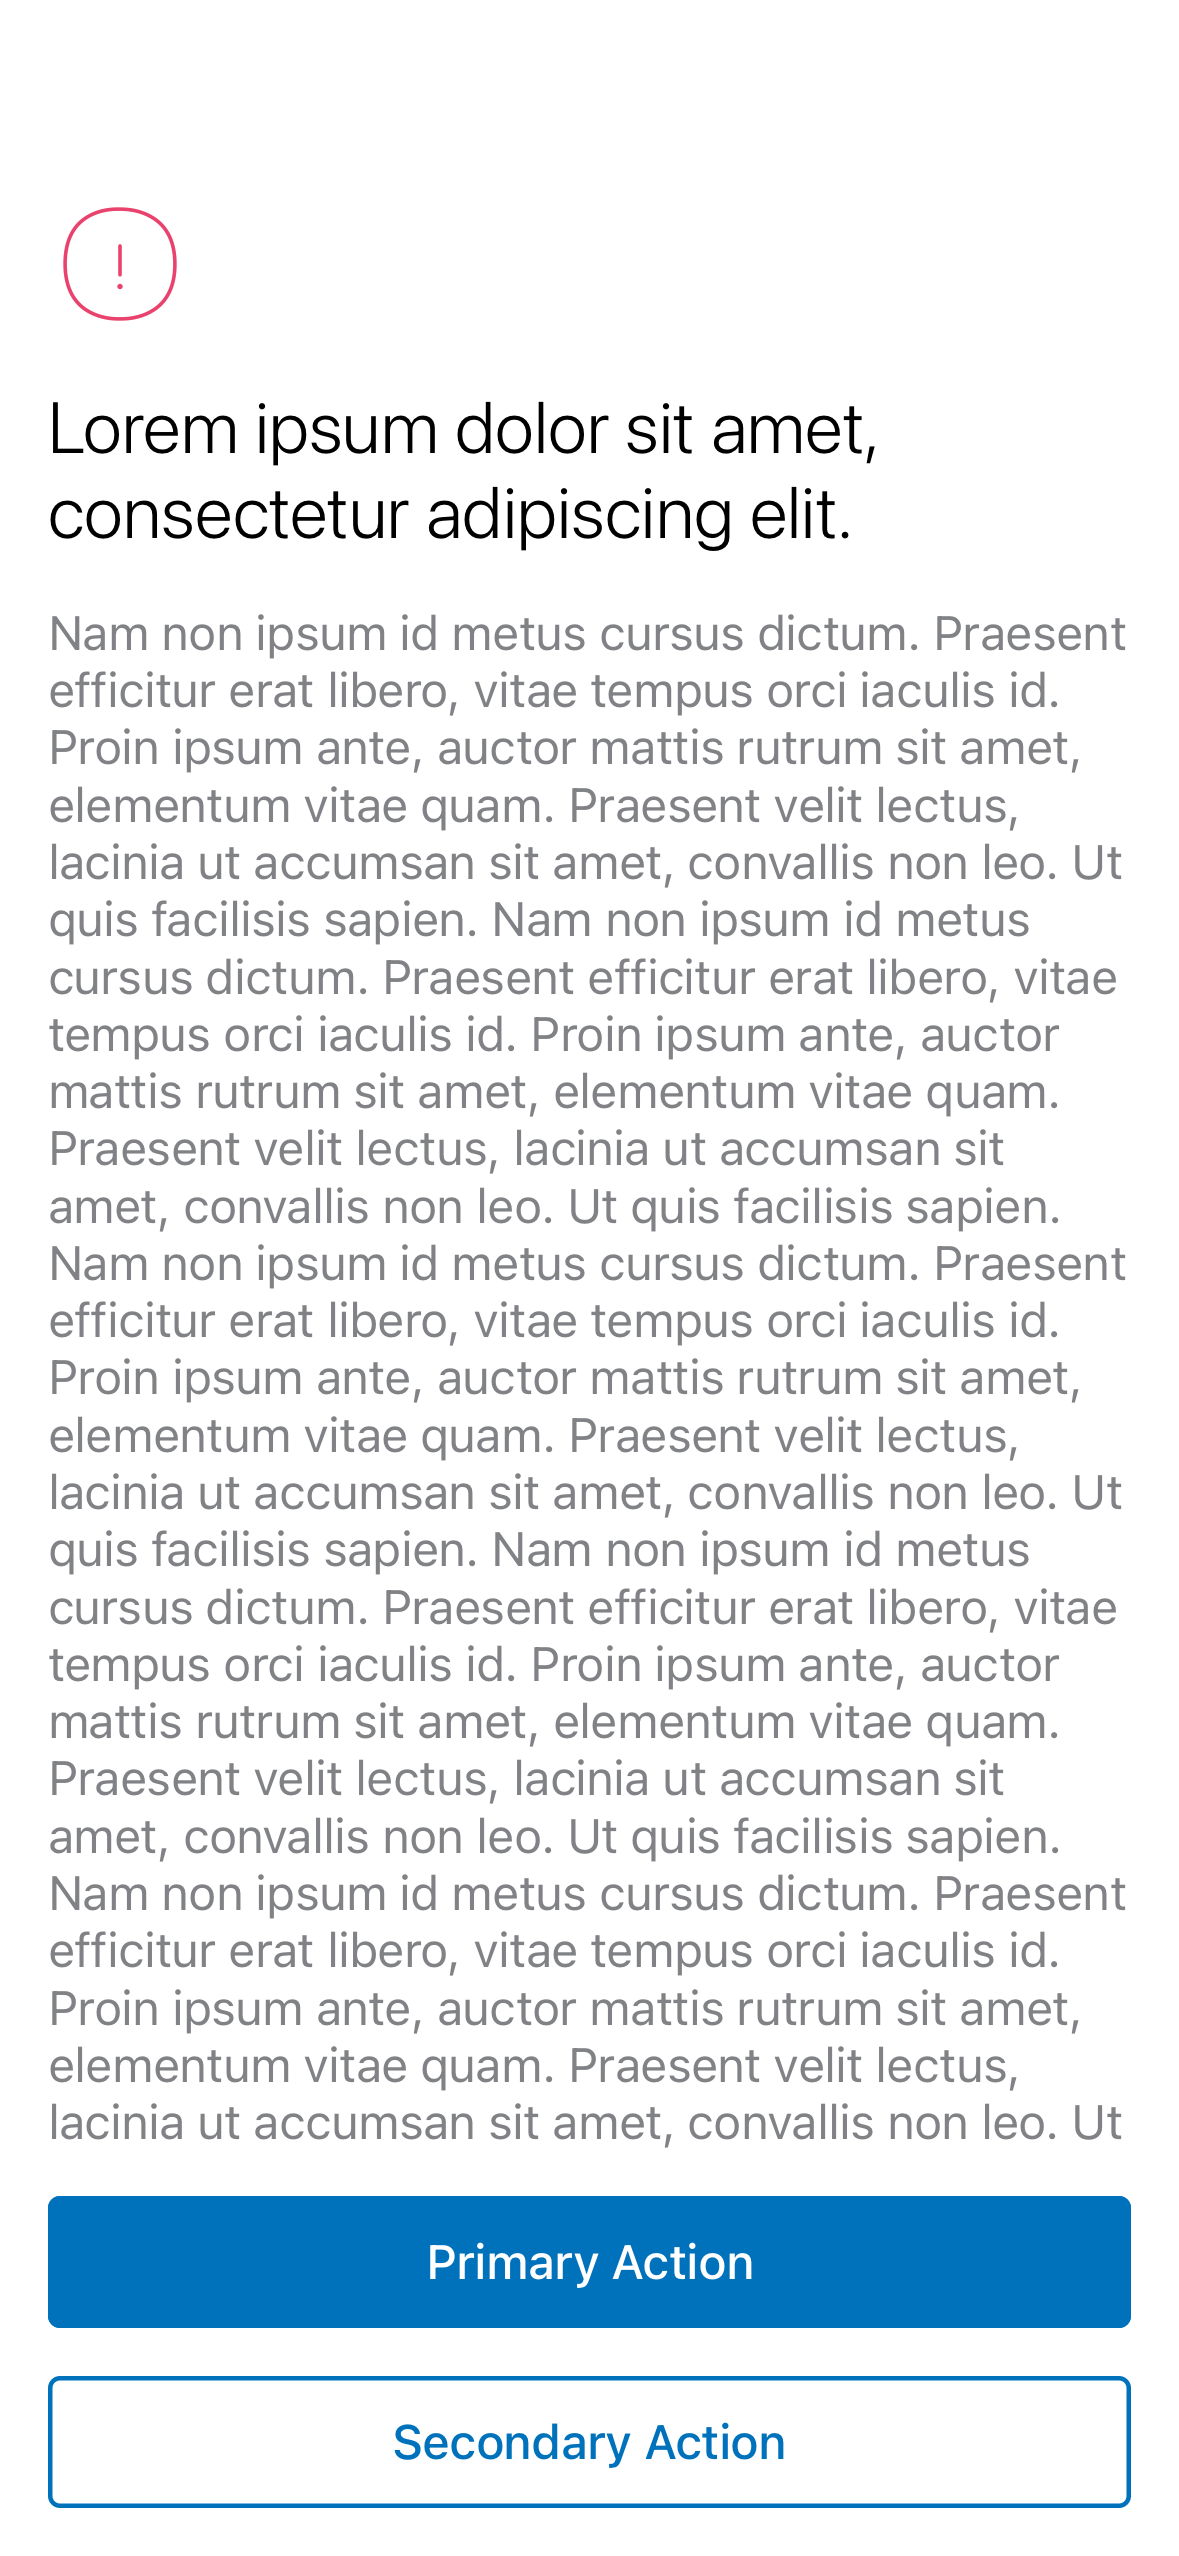 !
Lorem ipsum dolor sit amet,
consectetur adipiscing elit.
Nam non ipsum id metus cursus dictum. Praesent
efficitur erat libero, vitae tempus orci iaculis id.
Proin ipsum ante, auctor mattis rutrum sit amet,
elementum vitae quam. Praesent velit lectus,
lacinia ut accumsan sit amet, convallis non leo. Ut
quis facilisis sapien. Nam non ipsum id metus
cursus dictum. Praesent efficitur erat libero, vitae
tempus orci iaculis id. Proin ipsum ante, auctor
mattis rutrum sit amet, elementum vitae quam.
Praesent velit lectus, lacinia ut accumsan sit
amet, convallis non leo. Ut quis facilisis sapien.
Nam non ipsum id metus cursus dictum. Praesent
efficitur erat libero, vitae tempus orci iaculis id.
Proin ipsum ante, auctor mattis rutrum sit amet,
elementum vitae quam. Praesent velit lectus,
lacinia ut accumsan sit amet, convallis non leo. Ut
quis facilisis sapien. Nam non ipsum id metus
cursus dictum. Praesent efficitur erat libero, vitae
tempus orci iaculis id. Proin ipsum ante, auctor
mattis rutrum sit amet, elementum vitae quam.
Praesent velit lectus, lacinia ut accumsan sit
amet, convallis non leo. Ut quis facilisis sapien.
Nam non ipsum id metus cursus dictum. Praesent
efficitur erat libero, vitae tempus orci iaculis id.
Proin ipsum ante, auctor mattis rutrum sit amet,
elementum vitae quam. Praesent velit lectus,
lacinia ut accumsan sit amet, convallis non leo. Ut
Primary Action
Secondary Action